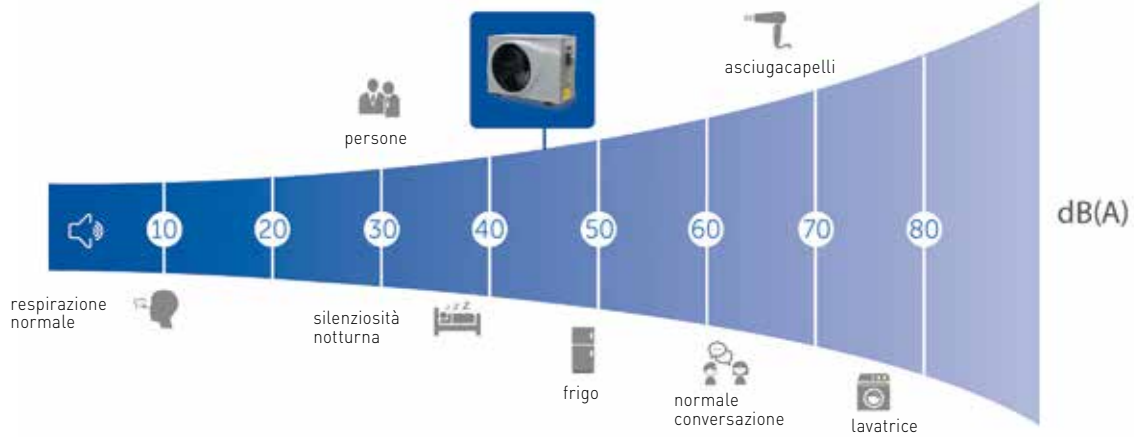 asciugacapelli
persone
10 20 30 40 50 60 70 80
dB(A)
respirazione
normale
silenziosità
notturna
frigo
normale
conversazione
lavatrice